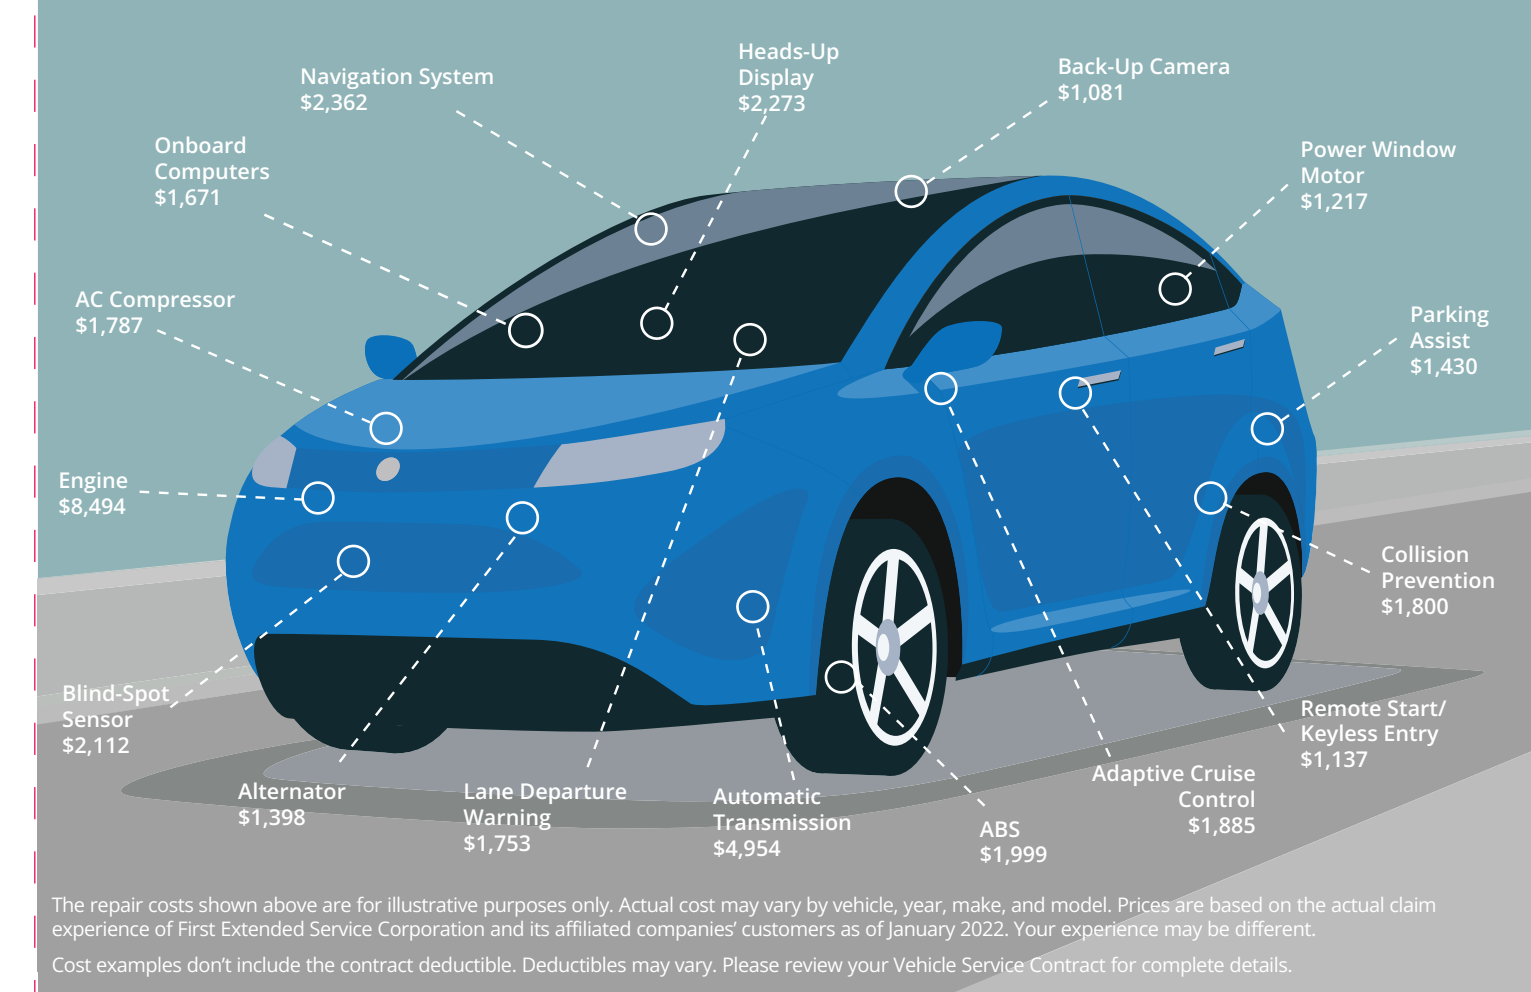 Navigation System
$2,362
Heads-Up
Display
$2,273
Back-Up Camera
$1,081
Onboard
Computers
$1,671
Power Window
Motor
$1,217
AC Compressor
$1,787
Parking
Assist
$1,430
Engine
$8,494
Collision
Prevention
$1,800
Blind-Spot
Sensor
$2,112
Remote Start/
Keyless Entry
$1,137
Alternator
$1,398
Lane Departure
Warning
$1,753
Automatic
Transmission
$4,954
ABS
$1,999
Adaptive Cruise
Control
$1,885
The repair costs shown above are for illustrative purposes only. Actual cost may vary by vehicle, year, make, and model. Prices are based on the actual claim
experience of First Extended Service Corporation and its affiliated companies’ customers as of January 2022. Your experience may be different.
Cost examples don’t include the contract deductible. Deductibles may vary. Please review your Vehicle Service Contract for complete details.